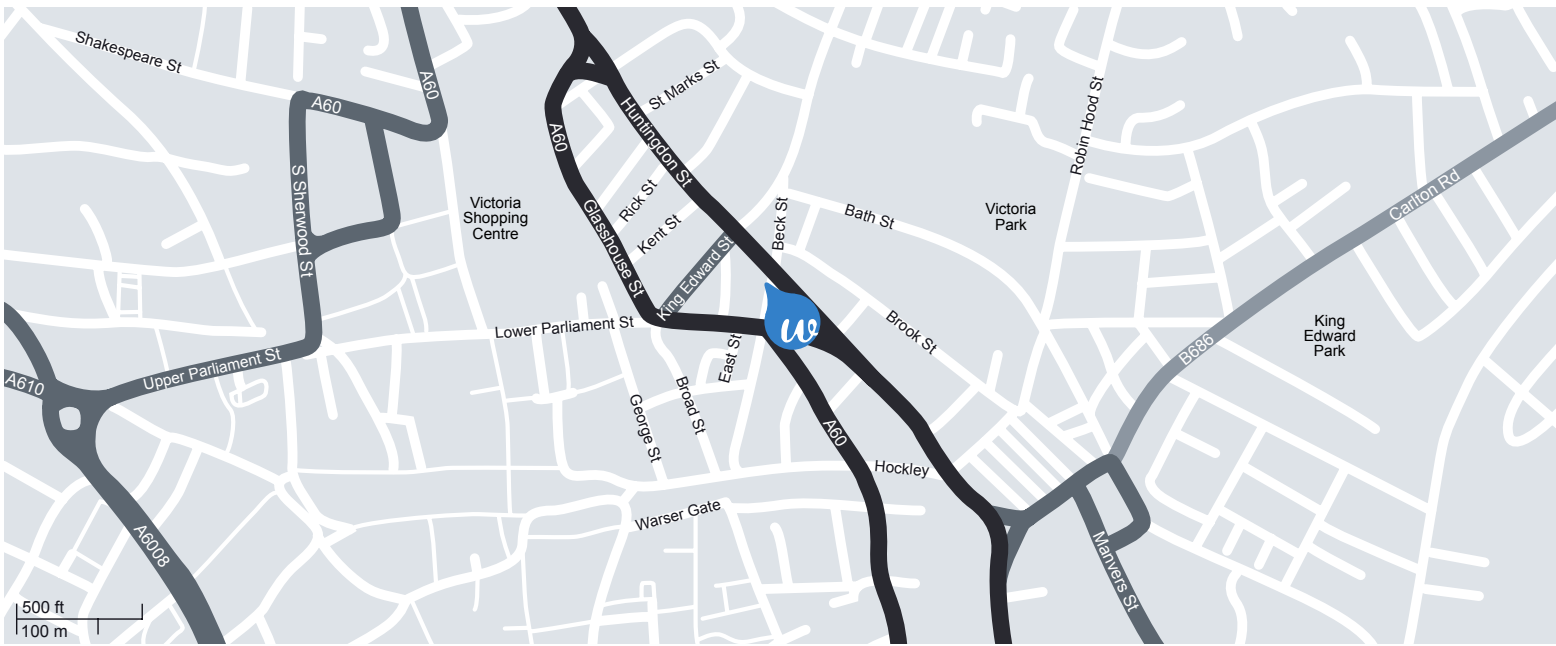 Shakespeare St
A60
A60
St Marks St
Huntingdon St
A60
Robin Hood St
Carlton Rd
S Sherwood St
Victoria
Shopping
Centre
Rick St
Glasshouse St
Kent St
King Edward St
Beck St
Bath St
Victoria
Park
Lower Parliament St
w
Brook St
East St
King
Edward
Park
B686
Upper Parliament St
A610
George St
Broad St
A60
Hockley
Warser Gate
A6008
Manvers St
500 ft
100 m